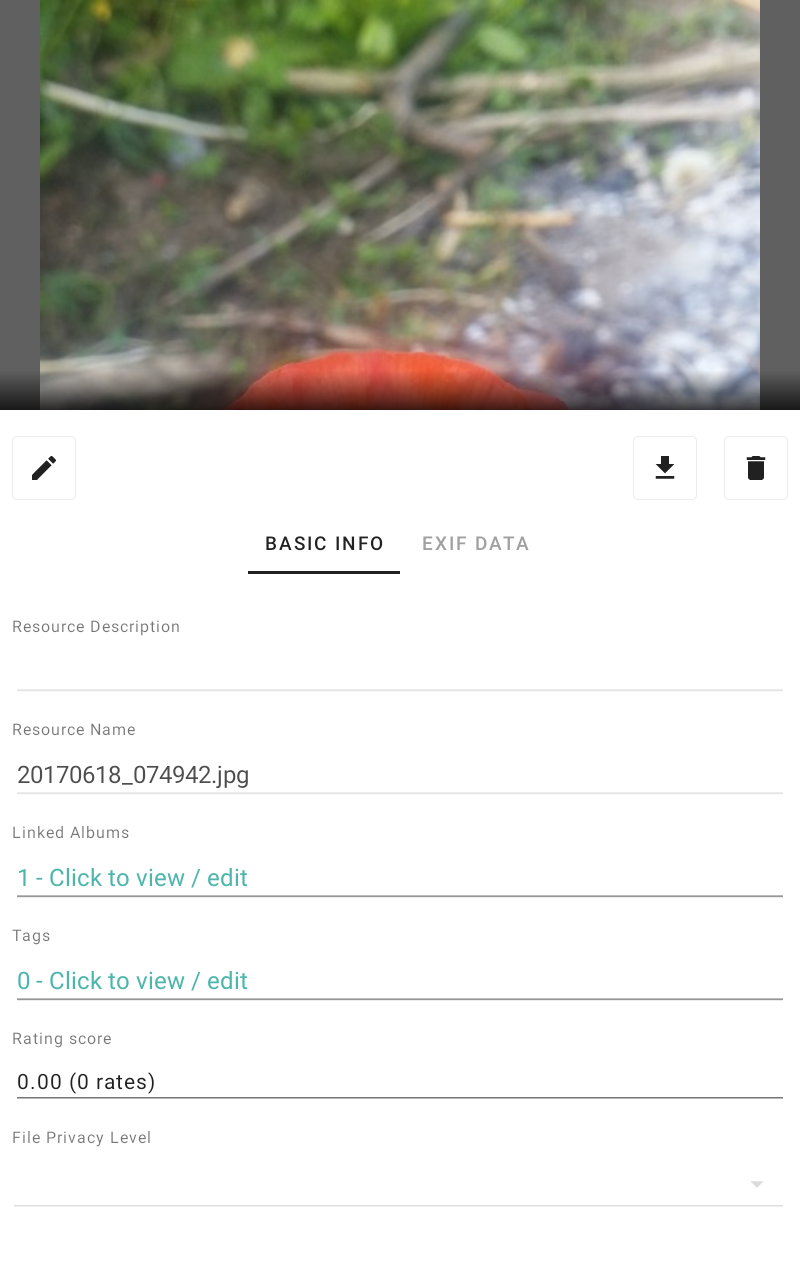 BASIC INFO
EXIF DATA
Resource Description
Resource Name
20170618_074942.jpg
Linked Albums
1 - Click to view / edit
Tags
0 - Click to view / edit
Rating score
0.00 (0 rates)
File Privacy Level